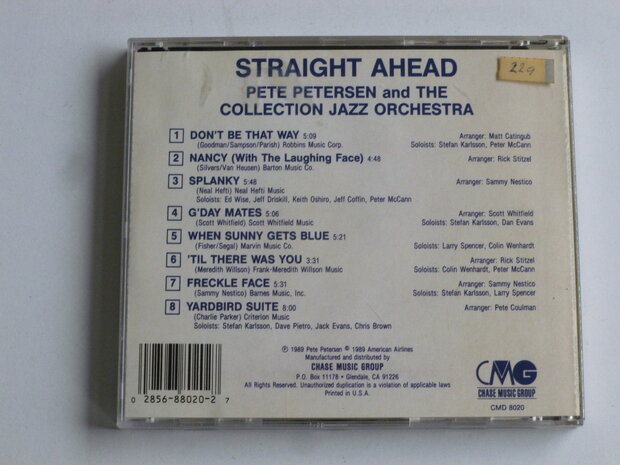 STRAIGHT AHEAD
229
PETE PETERSEN and THE
COLLECTION JAZZ ORCHESTRA
1 DON'T BE THAT WAY 5:09 Arranger: Matt Catingub
(Goodman/Sampson/Parish) Robbins Music Corp. Soloists: Stefan Karlsson, Peter McCann
2 NANCY (With The Laughing Face) 4:48 Arranger: Rick Stitzel
(Silvers/Van Heusen) Barton Music Co.
3 SPLANKY 5:48 Arranger: Sammy Nestico
(Neal Hefti) Neal Hefti Music
Soloists: Ed Wise, Jeff Driskill, Keith Oshiro, Jeff Coffin, Peter McCann
4 G'DAY MATES 5:06 Arranger: Scott Whitfield
(Scott Whitfield) Scott Whitfield Music Soloists: Stefan Karlsson, Dan Evans
5 WHEN SUNNY GETS BLUE 5:21
(Fisher/Segal) Marvin Music Co. Soloists: Larry Spencer, Colin Wenhardt
6 'TIL THERE WAS YOU 3:31 Arranger: Rick Stitzel
(Meredith Willson) Frank-Meredith Willson Music Soloists: Colin Wenhardt, Peter McCann
7 FRECKLE FACE 5:31 Arranger: Sammy Nestico
(Sammy Nestico) Barnes Music, Inc. Soloists: Stefan Karlsson, Larry Spencer
8 YARDBIRD SUITE 8:00 Arranger: Pete Coulman
(Charlie Parker) Criterion Music
Soloists: Stefan Karlsson, Dave Pietro, Jack Evans, Chris Brown
℗ 1989 Pete Petersen © 1989 American Airlines
Manufactured and distributed by
CHASE MUSIC GROUP
P.O. Box 11178 • Glendale, CA 91226
All Rights Reserved. Unauthorized duplication is a violation of applicable laws
Printed in U.S.A.
CMG
CHASE MUSIC GROUP
CMD 8020
0 2856-88020-2 7